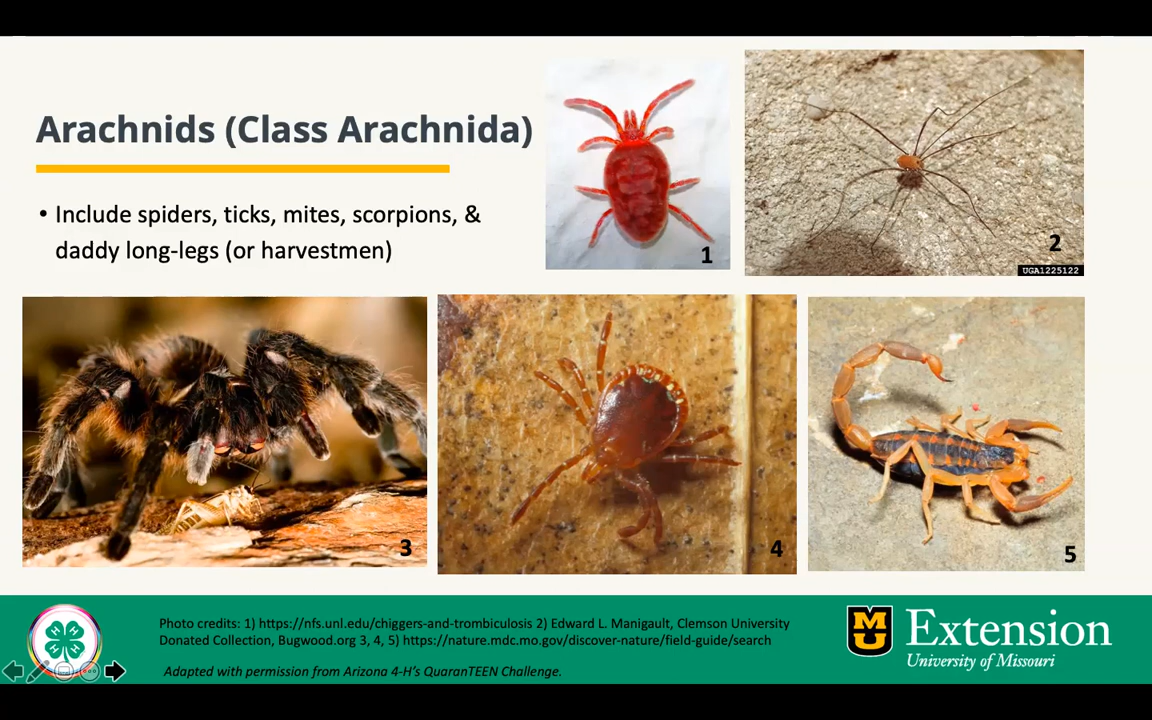 Arachnids (Class Arachnida)
• Include spiders, ticks, mites, scorpions, &
daddy long-legs (or harvestmen)
1
2
UGA1225122
3
4
5
Photo credits: 1) https://nfs.unl.edu/chiggers-and-trombiculosis 2) Edward L. Manigault, Clemson University
Donated Collection, Bugwood.org 3, 4, 5) https://nature.mdc.mo.gov/discover-nature/field-guide/search
Adapted with permission from Arizona 4-H's QuaranTEEN Challenge.
Extension
University of Missouri